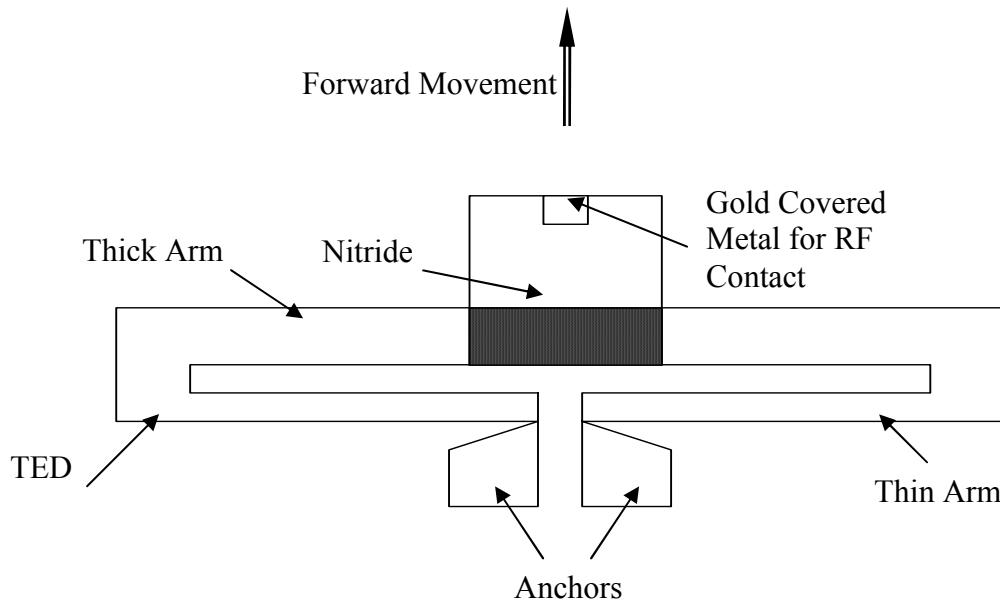 Forward Movement
Gold Covered
Metal for RF
Contact
Thick Arm
Nitride
TED
Thin Arm
Anchors